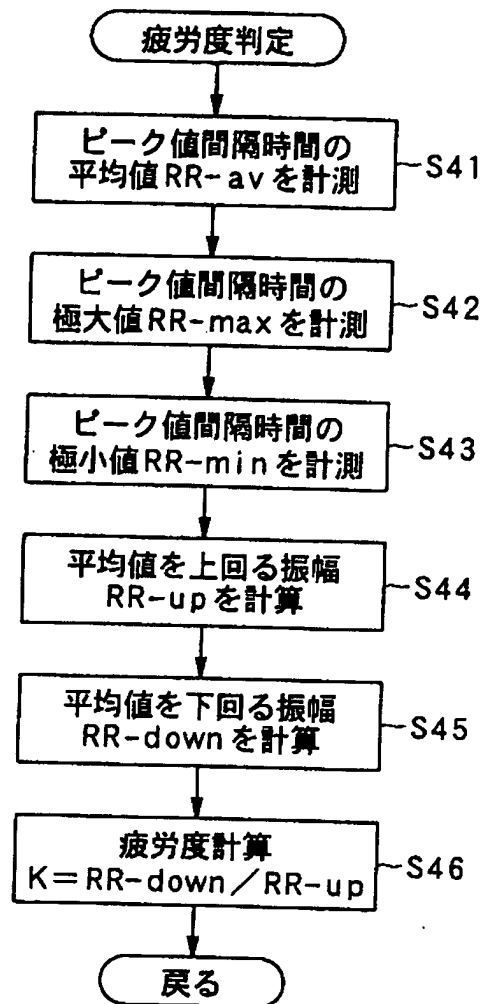 疲労度判定
ピーク値間隔時間の
平均値RR-avを計測
S41
ピーク値間隔時間の
極大値RR-maxを計測
S42
ピーク値間隔時間の
極小値RR-minを計測
S43
平均値を上回る振幅
RR-upを計算
S44
平均値を下回る振幅
RR-downを計算
S45
疲労度計算
K=RR-down/RR-up
S46
戻る